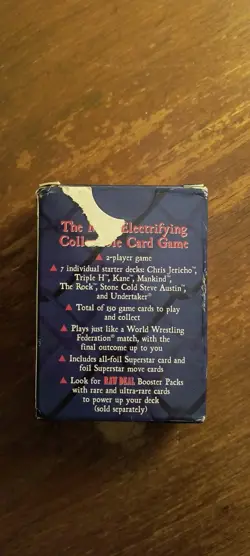 The Electrifying
Card Game
▲ 2-player game
▲ 7 individual starter decks: Chris Jericho™,
Triple H™, Kane™, Mankind™,
The Rock™, Stone Cold Steve Austin™,
and Undertaker®
▲ Total of 150 game cards to play
and collect
▲ Plays just like a World Wrestling
Federation® match, with the
final outcome up to you
▲ Includes all-foil Superstar card and
foil Superstar move cards
▲ Look for RAW DEAL Booster Packs
with rare and ultra-rare cards
to power up your deck
(sold separately)